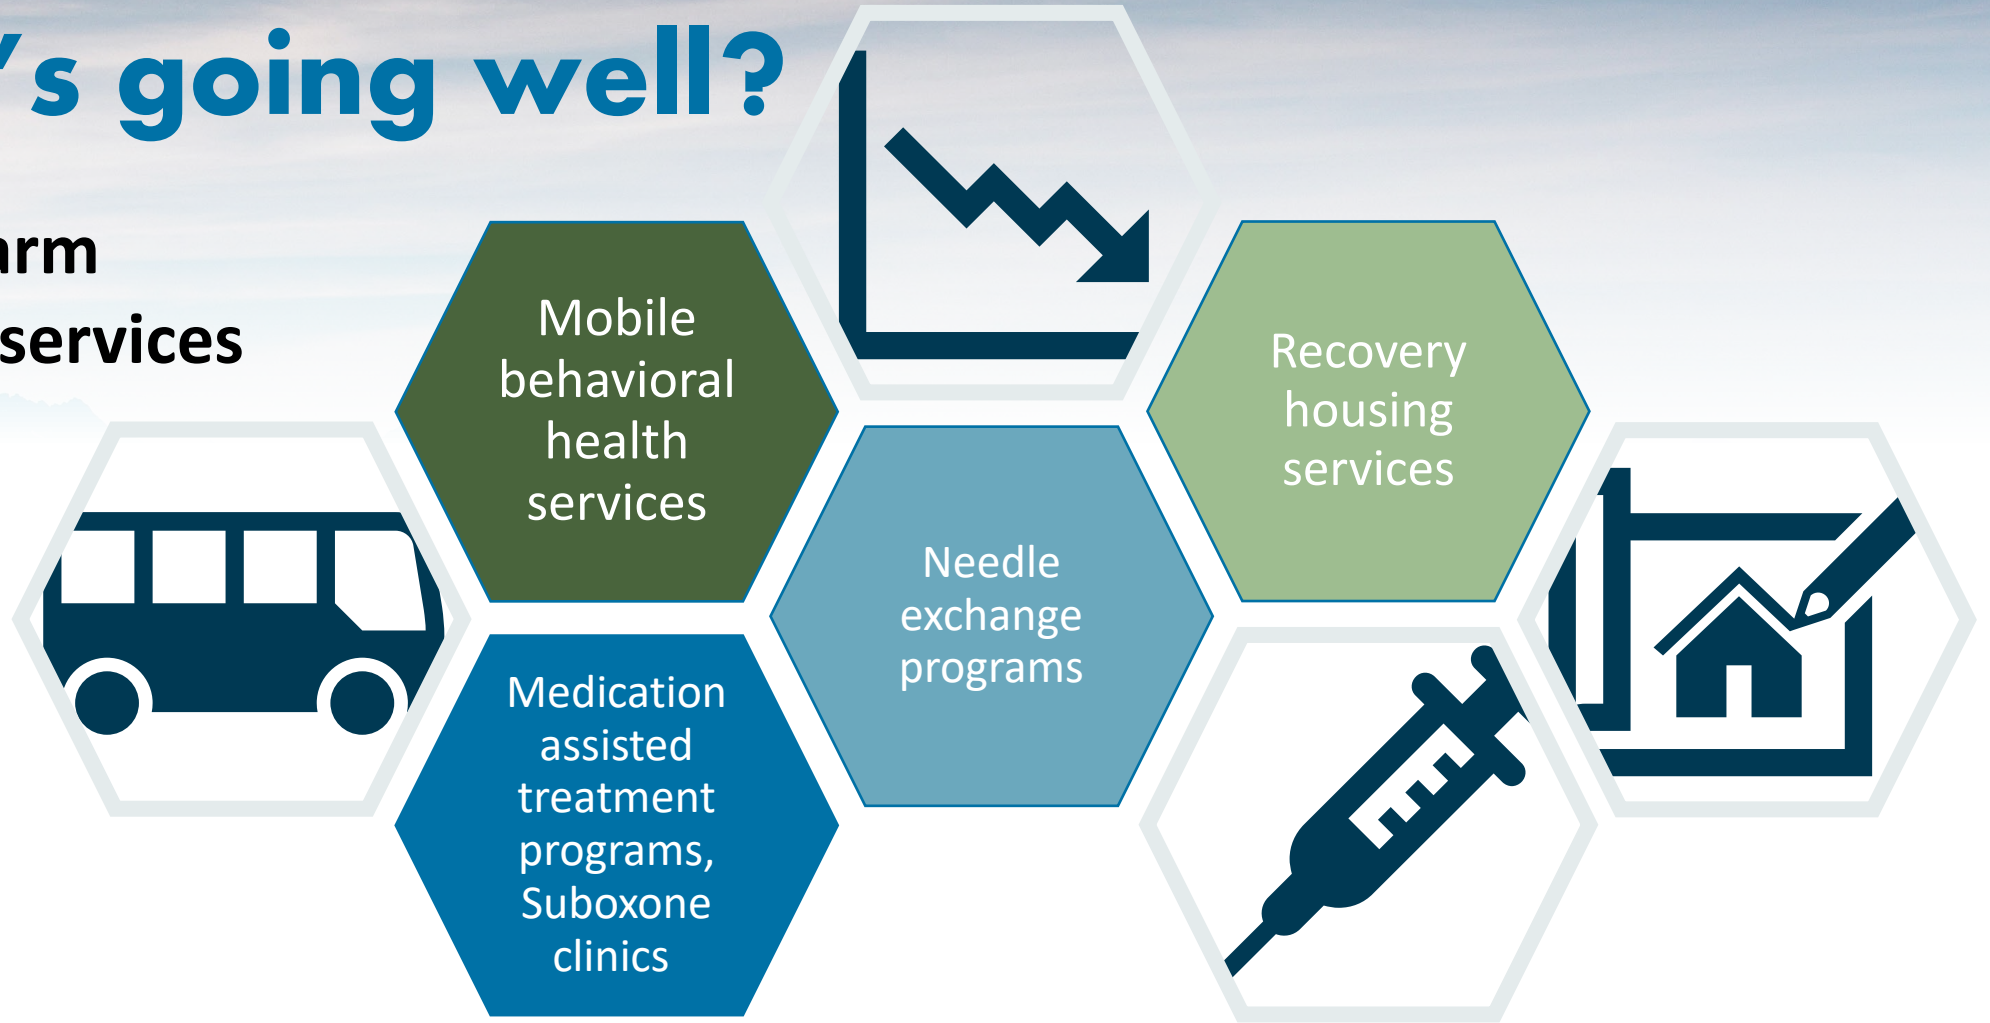 ’s going well?
arm
services
Mobile
behavioral
health
services
Medication
assisted
treatment
programs,
Suboxone
clinics
Needle
exchange
programs
Recovery
housing
services